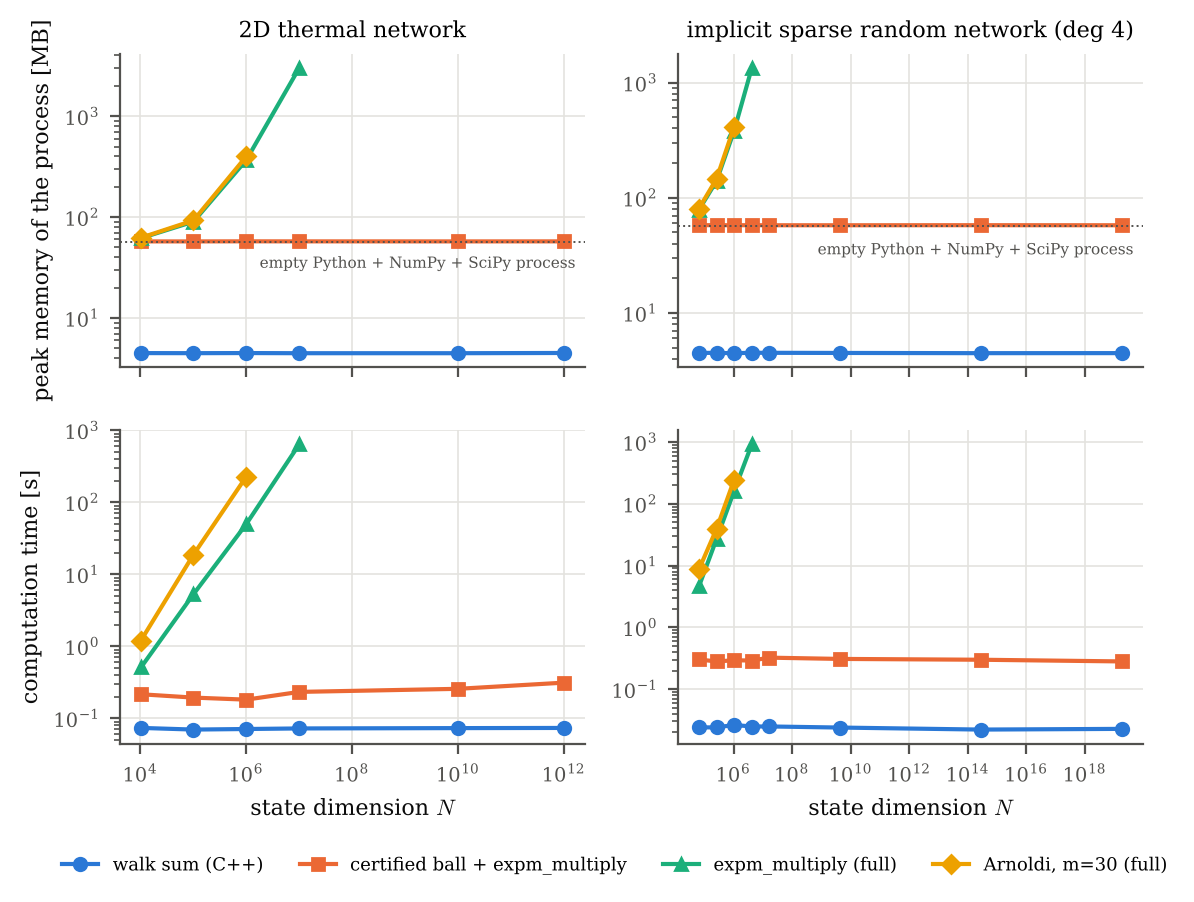 2D thermal network
implicit sparse random network (deg 4)
peak memory of the process [MB]
10³
10²
10¹
empty Python + NumPy + SciPy process
10³
10²
10¹
empty Python + NumPy + SciPy process
computation time [s]
10³
10²
10¹
10⁰
10⁻¹
10⁴ 10⁶ 10⁸ 10¹⁰ 10¹²
state dimension N
10³
10²
10¹
10⁰
10⁻¹
10⁶ 10⁸ 10¹⁰ 10¹² 10¹⁴ 10¹⁶ 10¹⁸
state dimension N
walk sum (C++) certified ball + expm_multiply expm_multiply (full) Arnoldi, m=30 (full)